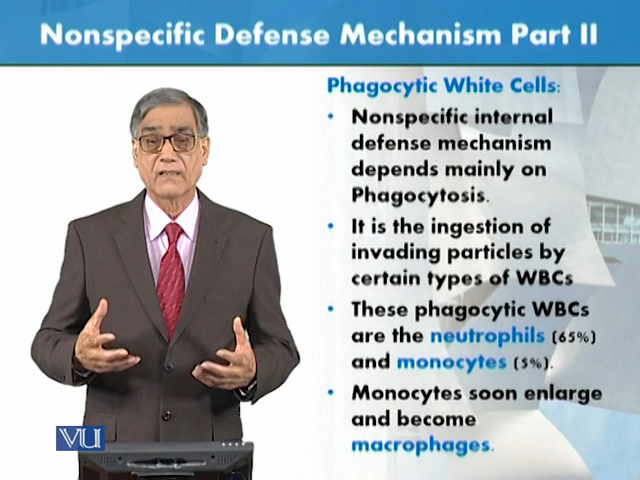 Nonspecific Defense Mechanism Part II
Phagocytic White Cells:
• Nonspecific internal
defense mechanism
depends mainly on
Phagocytosis.
• It is the ingestion of
invading particles by
certain types of WBCs
• These phagocytic WBCs
are the neutrophils (65%)
and monocytes (5%).
• Monocytes soon enlarge
and become
macrophages.
VU